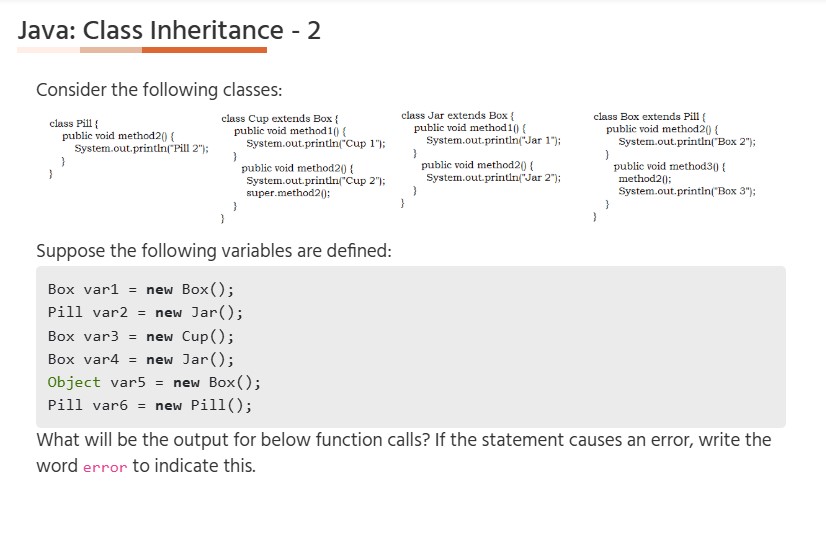 Java: Class Inheritance - 2
Consider the following classes:
class Pill {
public void method2() {
System.out.println("Pill 2");
}
}
class Cup extends Box {
public void method1() {
System.out.println("Cup 1");
}
public void method2() {
System.out.println("Cup 2");
super.method2();
}
}
class Jar extends Box {
public void method1() {
System.out.println("Jar 1");
}
public void method2() {
System.out.println("Jar 2");
}
}
class Box extends Pill {
public void method2() {
System.out.println("Box 2");
}
public void method3() {
method2();
System.out.println("Box 3");
}
}
Suppose the following variables are defined:
Box var1 = new Box();
Pill var2 = new Jar();
Box var3 = new Cup();
Box var4 = new Jar();
Object var5 = new Box();
Pill var6 = new Pill();
What will be the output for below function calls? If the statement causes an error, write the
word error to indicate this.